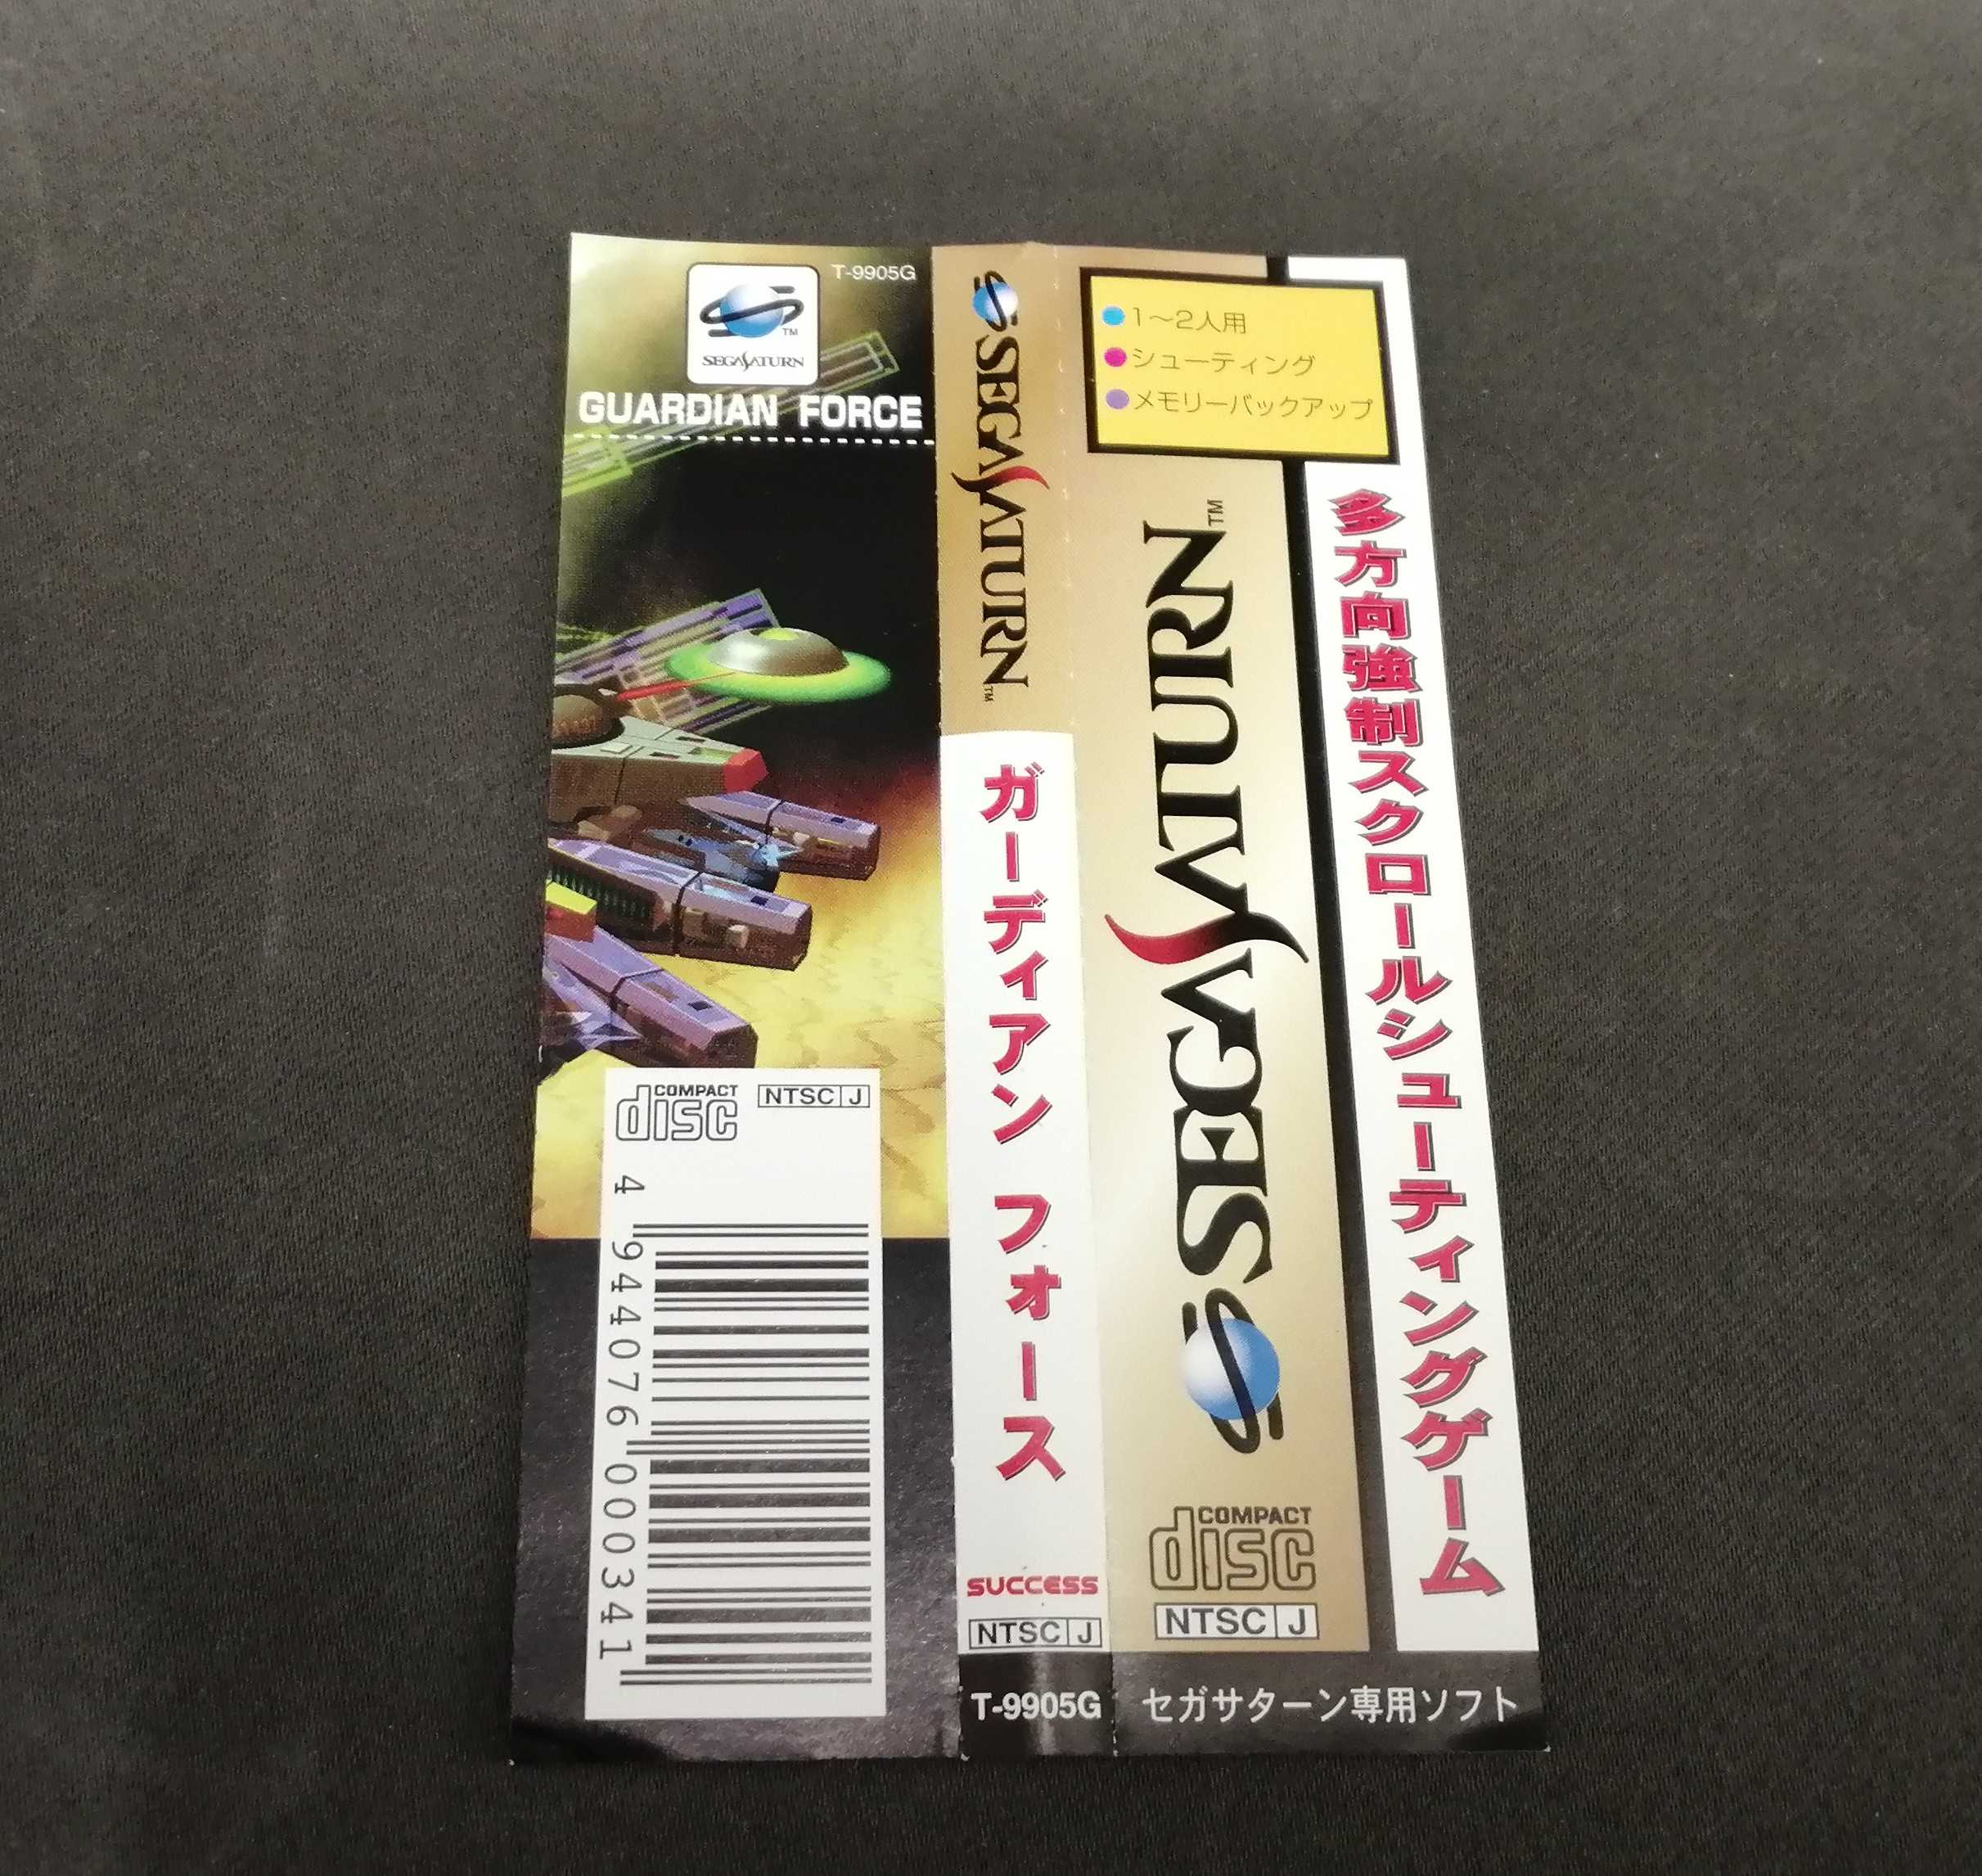 T-9905G
TM
SEGA SATURN
GUARDIAN FORCE
COMPACT
disc
NTSC J
4 944076 000341
SEGA SATURN™
ガーディアン フォース
SUCCESS
NTSC J
T-9905G
1〜2人用
シューティング
メモリーバックアップ
SEGA SATURN™
COMPACT
disc
NTSC J
多方向強制スクロールシューティングゲーム
セガサターン専用ソフト